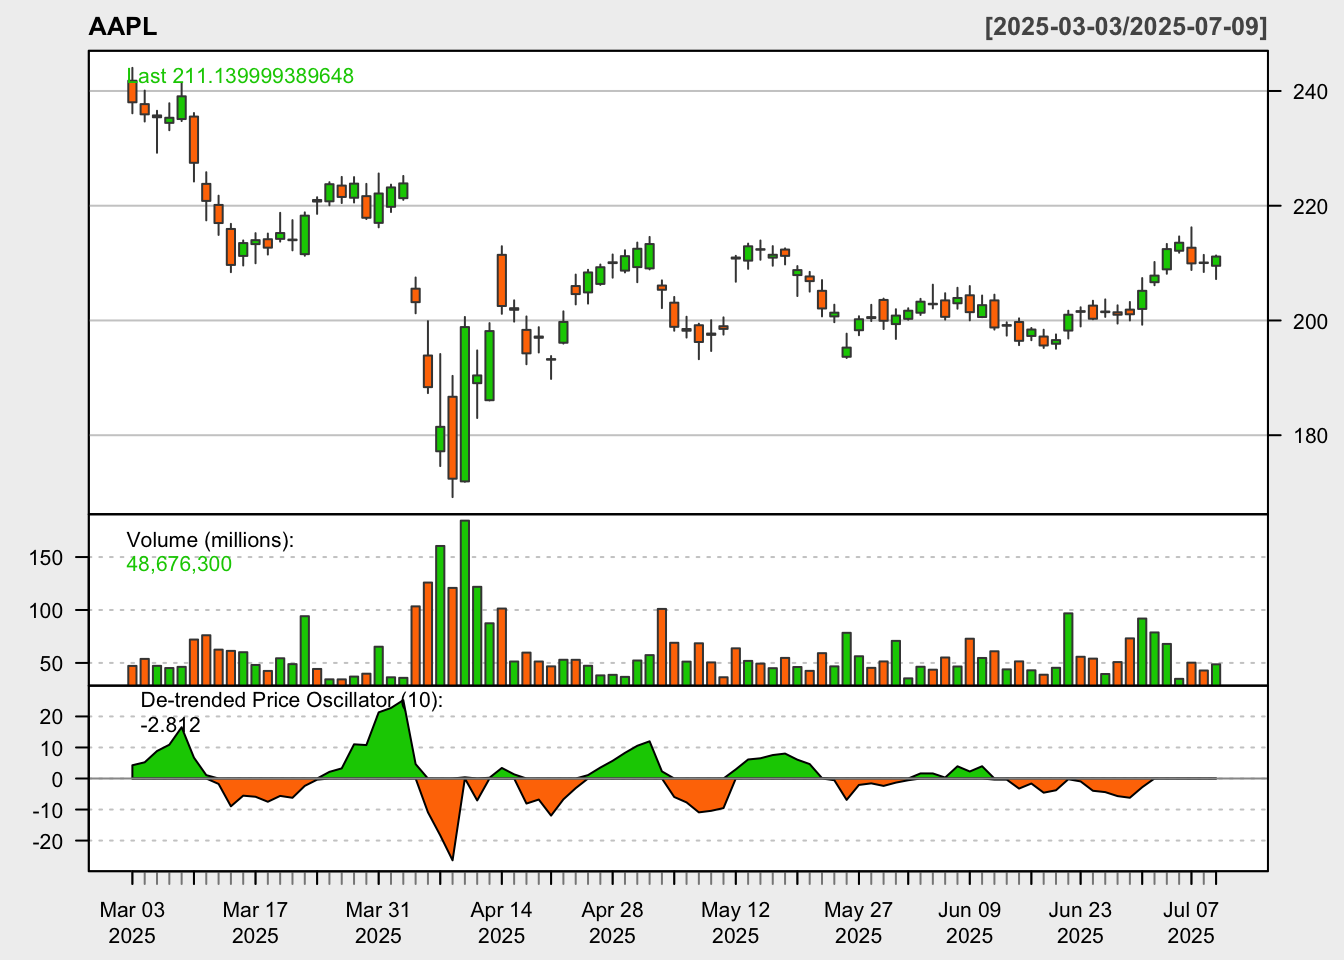 AAPL [2025-03-03/2025-07-09]
Last 211.139999389648
240
220
200
180
Volume (millions):
48,676,300
150
100
50
De-trended Price Oscillator (10):
-2.812
20
10
0
-10
-20
Mar 03 Mar 17 Mar 31 Apr 14 Apr 28 May 12 May 27 Jun 09 Jun 23 Jul 07
2025 2025 2025 2025 2025 2025 2025 2025 2025 2025